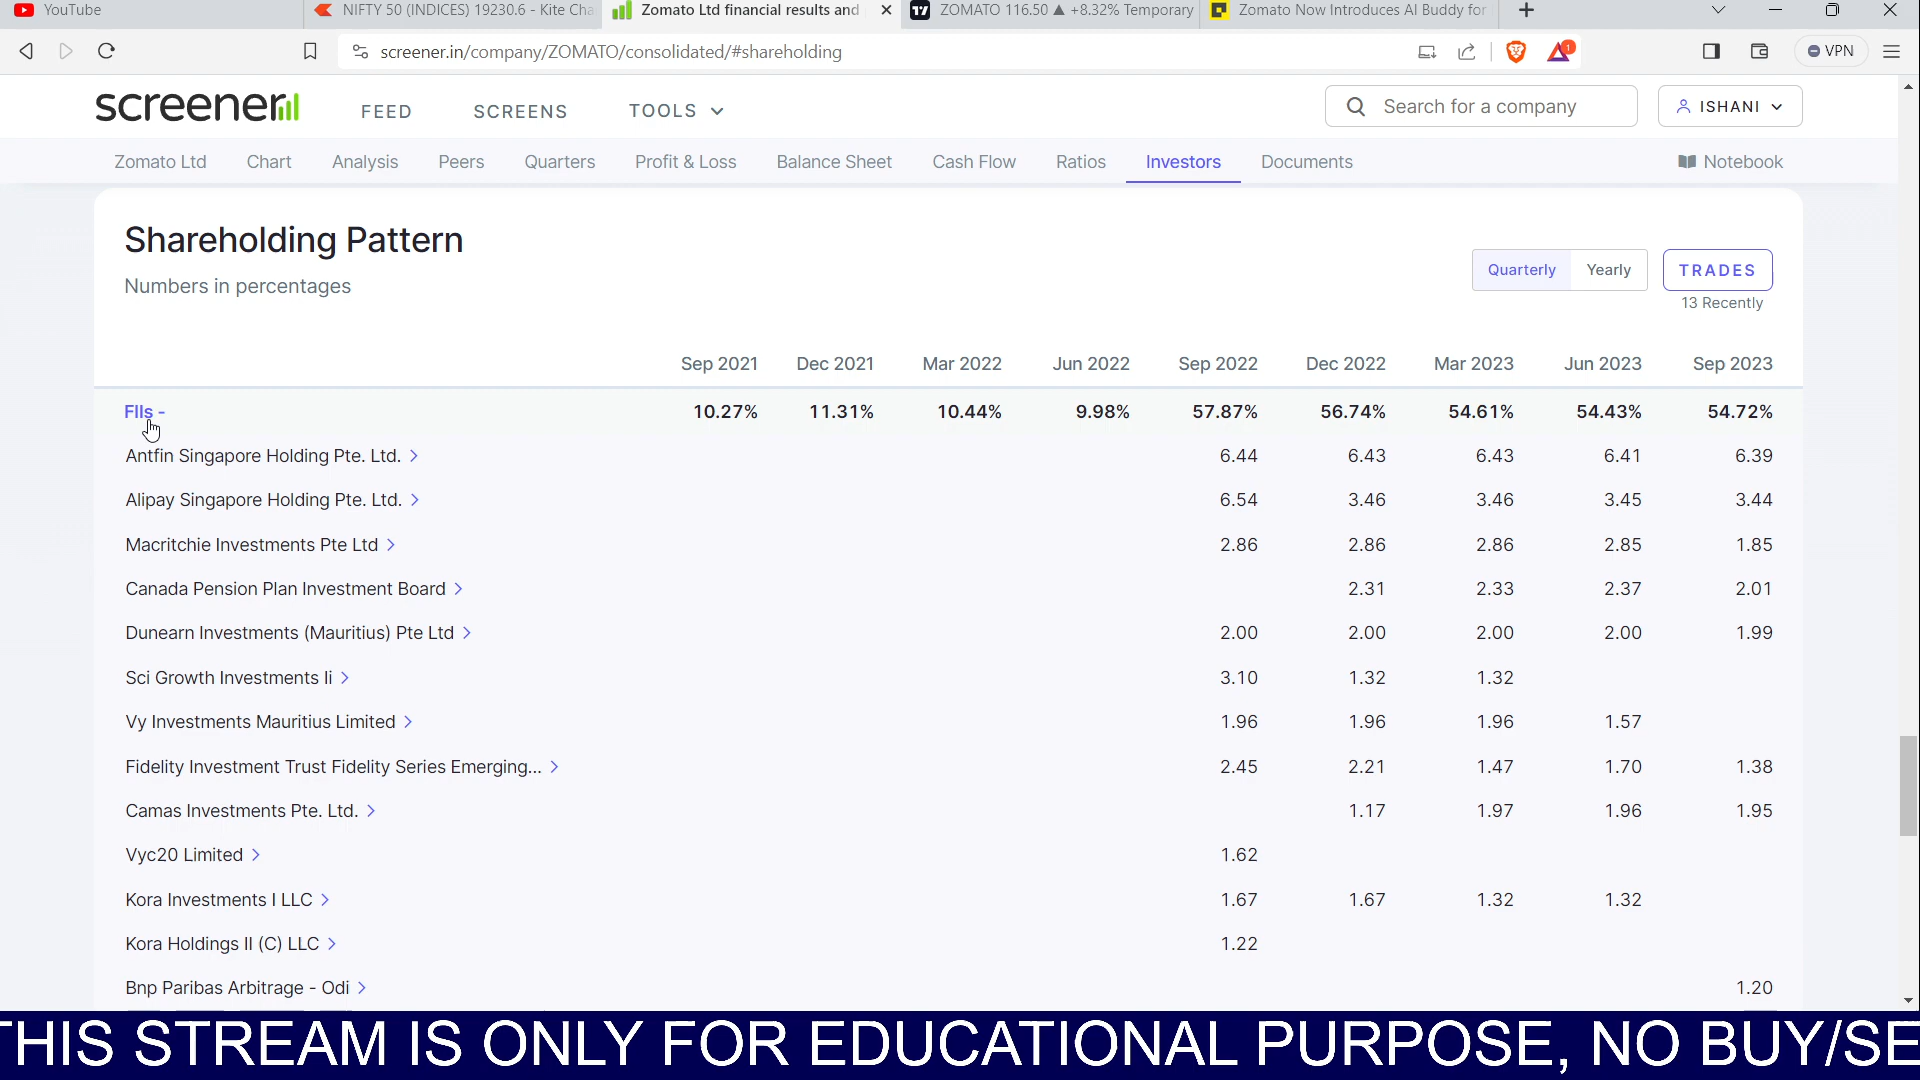 YouTube
NIFTY 50 (INDICES) 19230.6 - Kite Cha
Zomato Ltd financial results and
ZOMATO 116.50 ▲ +8.32% Temporary
Zomato Now Introduces AI Buddy for
screener.in/company/ZOMATO/consolidated/#shareholding
1
VPN
screener
FEED
SCREENS
TOOLS
Search for a company
ISHANI
Zomato Ltd
Chart
Analysis
Peers
Quarters
Profit & Loss
Balance Sheet
Cash Flow
Ratios
Investors
Documents
Notebook
Shareholding Pattern
Numbers in percentages
Quarterly
Yearly
TRADES
13 Recently
Sep 2021 Dec 2021 Mar 2022 Jun 2022 Sep 2022 Dec 2022 Mar 2023 Jun 2023 Sep 2023
FIIs - 10.27% 11.31% 10.44% 9.98% 57.87% 56.74% 54.61% 54.43% 54.72%
Antfin Singapore Holding Pte. Ltd. 6.44 6.43 6.43 6.41 6.39
Alipay Singapore Holding Pte. Ltd. 6.54 3.46 3.46 3.45 3.44
Macritchie Investments Pte Ltd 2.86 2.86 2.86 2.85 1.85
Canada Pension Plan Investment Board 2.31 2.33 2.37 2.01
Dunearn Investments (Mauritius) Pte Ltd 2.00 2.00 2.00 2.00 1.99
Sci Growth Investments Ii 3.10 1.32 1.32
Vy Investments Mauritius Limited 1.96 1.96 1.96 1.57
Fidelity Investment Trust Fidelity Series Emerging... 2.45 2.21 1.47 1.70 1.38
Camas Investments Pte. Ltd. 1.17 1.97 1.96 1.95
Vyc20 Limited 1.62
Kora Investments I LLC 1.67 1.67 1.32 1.32
Kora Holdings II (C) LLC 1.22
Bnp Paribas Arbitrage - Odi 1.20
THIS STREAM IS ONLY FOR EDUCATIONAL PURPOSE, NO BUY/SE